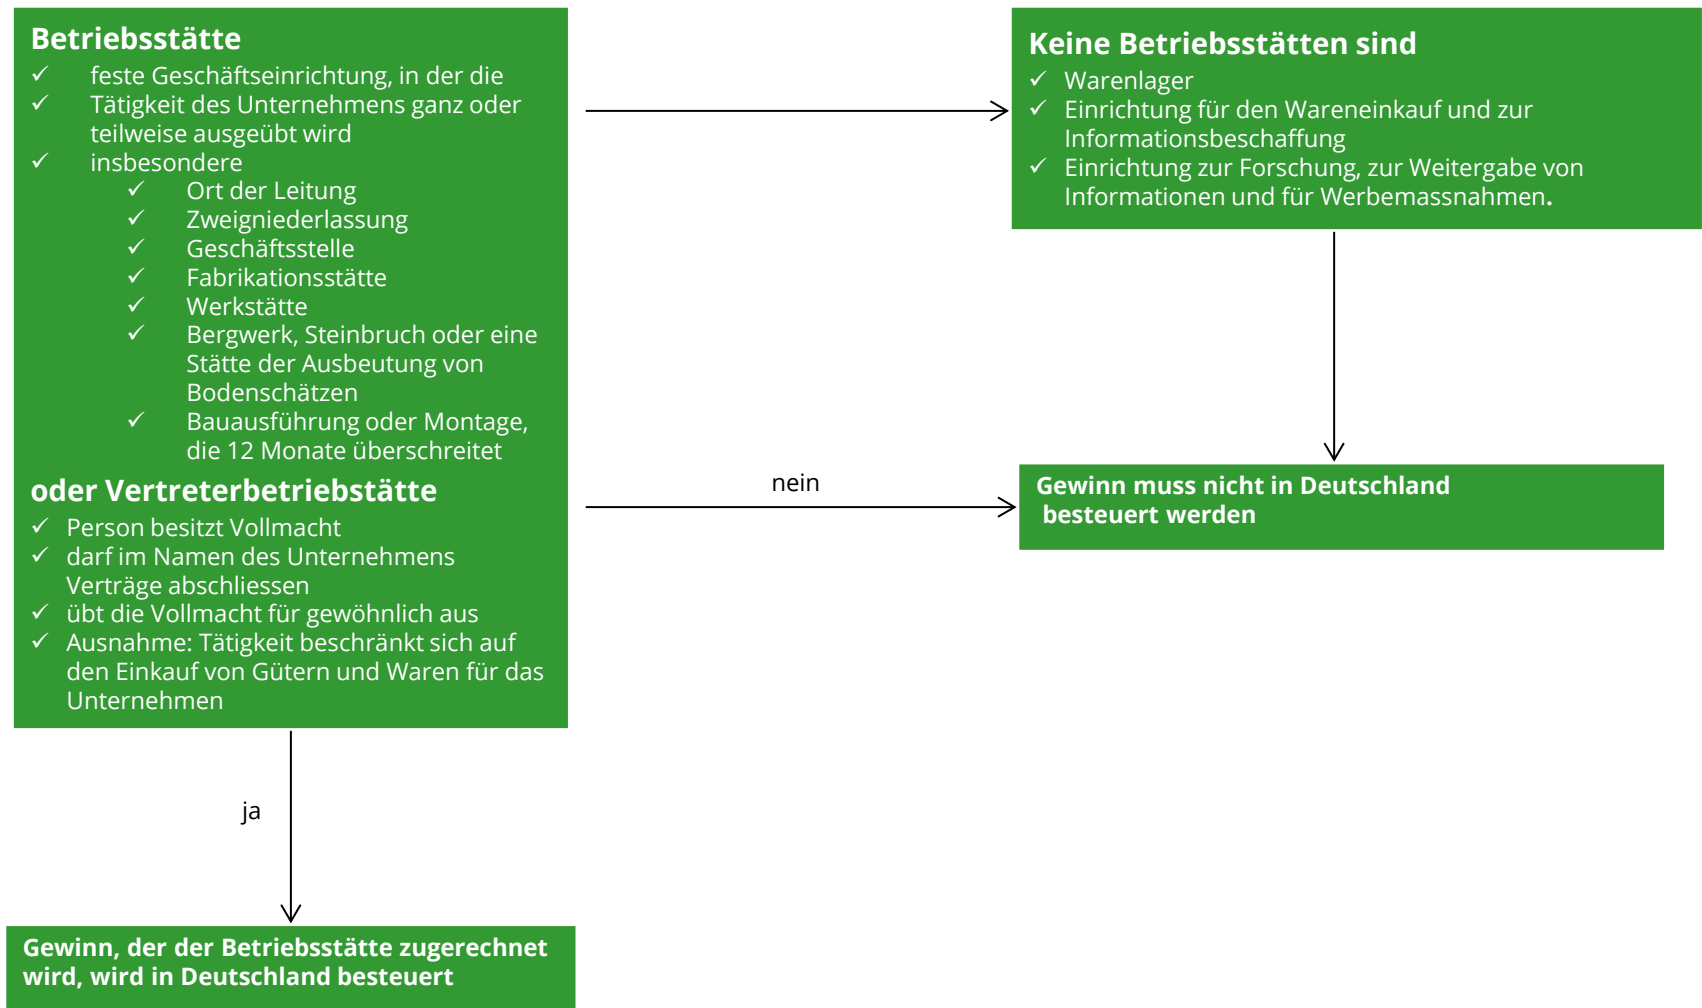 Betriebsstätte
✓ feste Geschäftseinrichtung, in der die
✓ Tätigkeit des Unternehmens ganz oder
teilweise ausgeübt wird
✓ insbesondere
✓ Ort der Leitung
✓ Zweigniederlassung
✓ Geschäftsstelle
✓ Fabrikationsstätte
✓ Werkstätte
✓ Bergwerk, Steinbruch oder eine
Stätte der Ausbeutung von
Bodenschätzen
✓ Bauausführung oder Montage,
die 12 Monate überschreitet
oder Vertreterbetriebstätte
✓ Person besitzt Vollmacht
✓ darf im Namen des Unternehmens
Verträge abschliessen
✓ übt die Vollmacht für gewöhnlich aus
✓ Ausnahme: Tätigkeit beschränkt sich auf
den Einkauf von Gütern und Waren für das
Unternehmen
Keine Betriebsstätten sind
✓ Warenlager
✓ Einrichtung für den Wareneinkauf und zur
Informationsbeschaffung
✓ Einrichtung zur Forschung, zur Weitergabe von
Informationen und für Werbemassnahmen.
nein
Gewinn muss nicht in Deutschland
besteuert werden
ja
Gewinn, der der Betriebsstätte zugerechnet
wird, wird in Deutschland besteuert